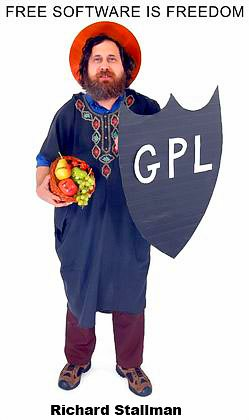 FREE SOFTWARE IS FREEDOM
GPL
Richard Stallman